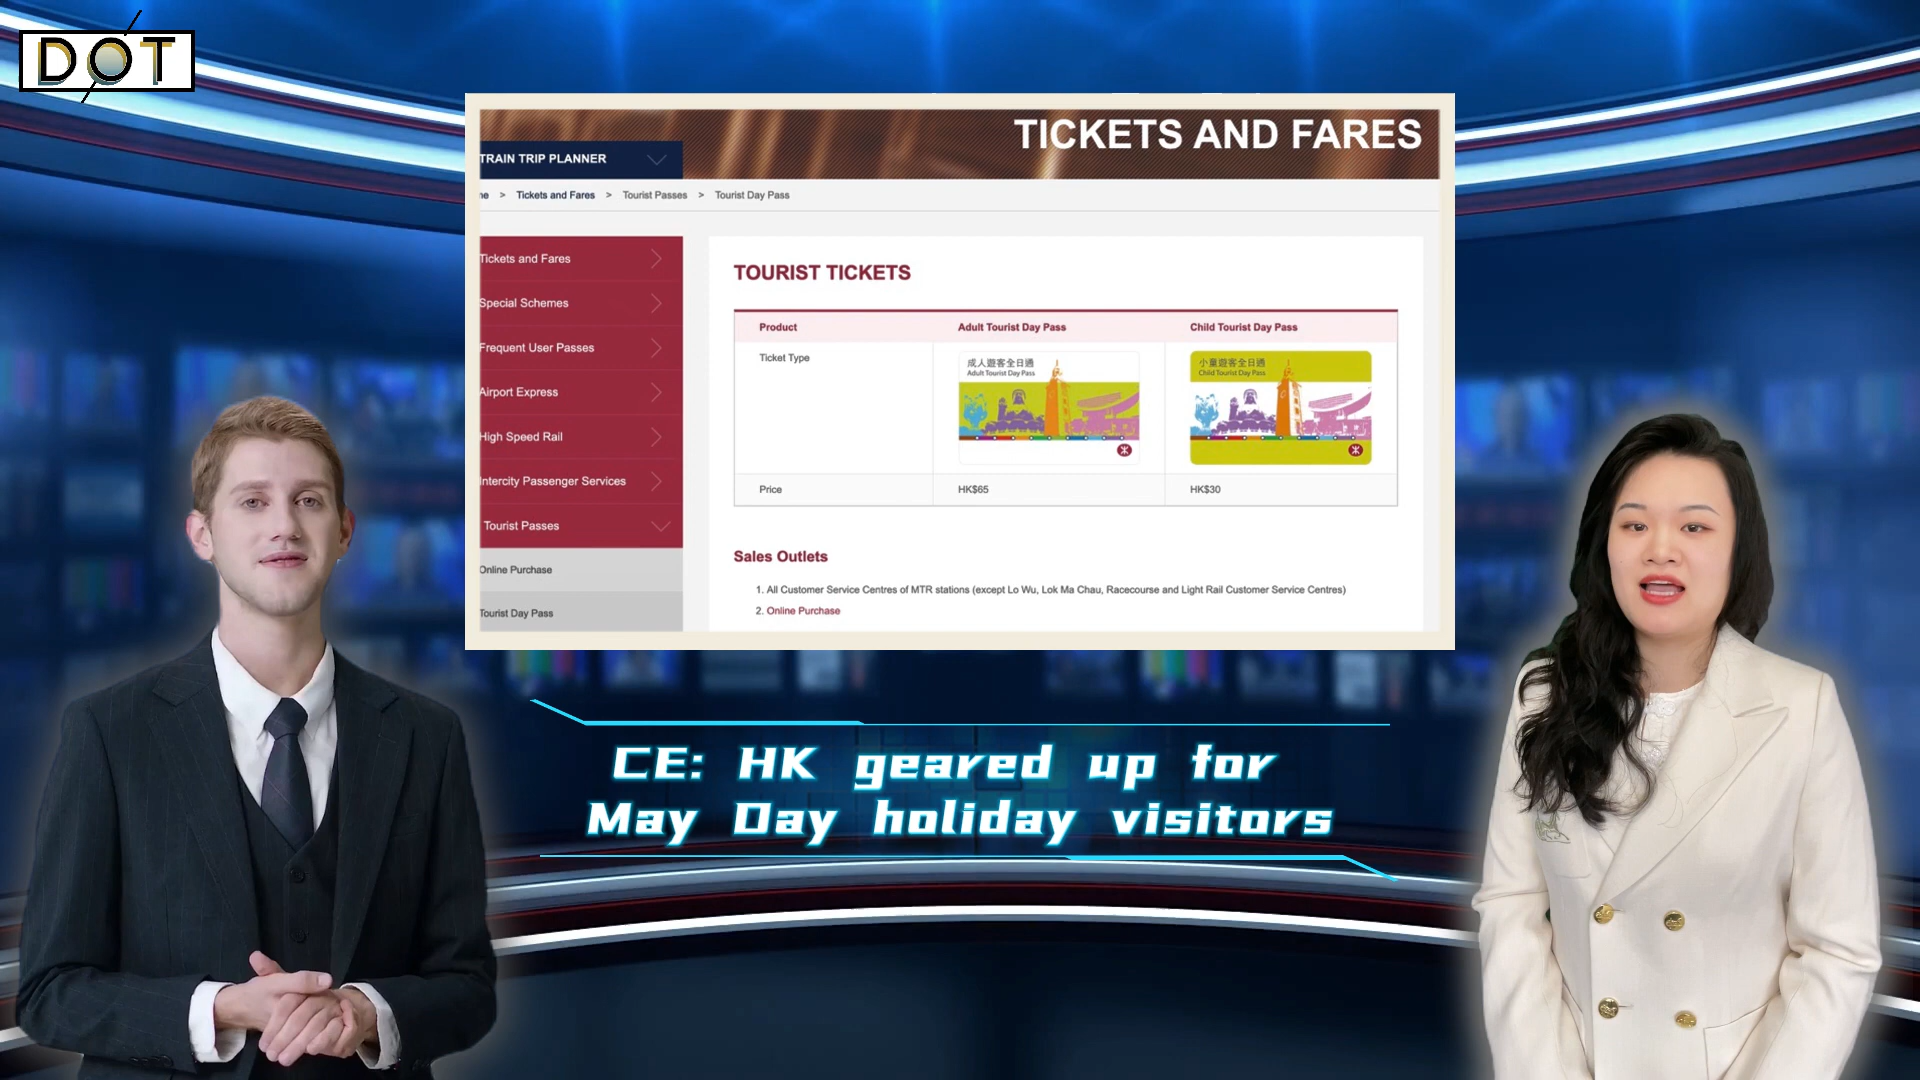 DOT
TICKETS AND FARES
TRAIN TRIP PLANNER
> Tickets and Fares > Tourist Passes > Tourist Day Pass
Tickets and Fares
Special Schemes
Frequent User Passes
Airport Express
High Speed Rail
Intercity Passenger Services
Tourist Passes
Online Purchase
Tourist Day Pass
TOURIST TICKETS
Product Adult Tourist Day Pass Child Tourist Day Pass
Ticket Type
成人遊客全日通
Adult Tourist Day Pass
小童遊客全日通
Child Tourist Day Pass
Price HK$65 HK$30
Sales Outlets
1. All Customer Service Centres of MTR stations (except Lo Wu, Lok Ma Chau, Racecourse and Light Rail Customer Service Centres)
2. Online Purchase
CE: HK geared up for
May Day holiday visitors